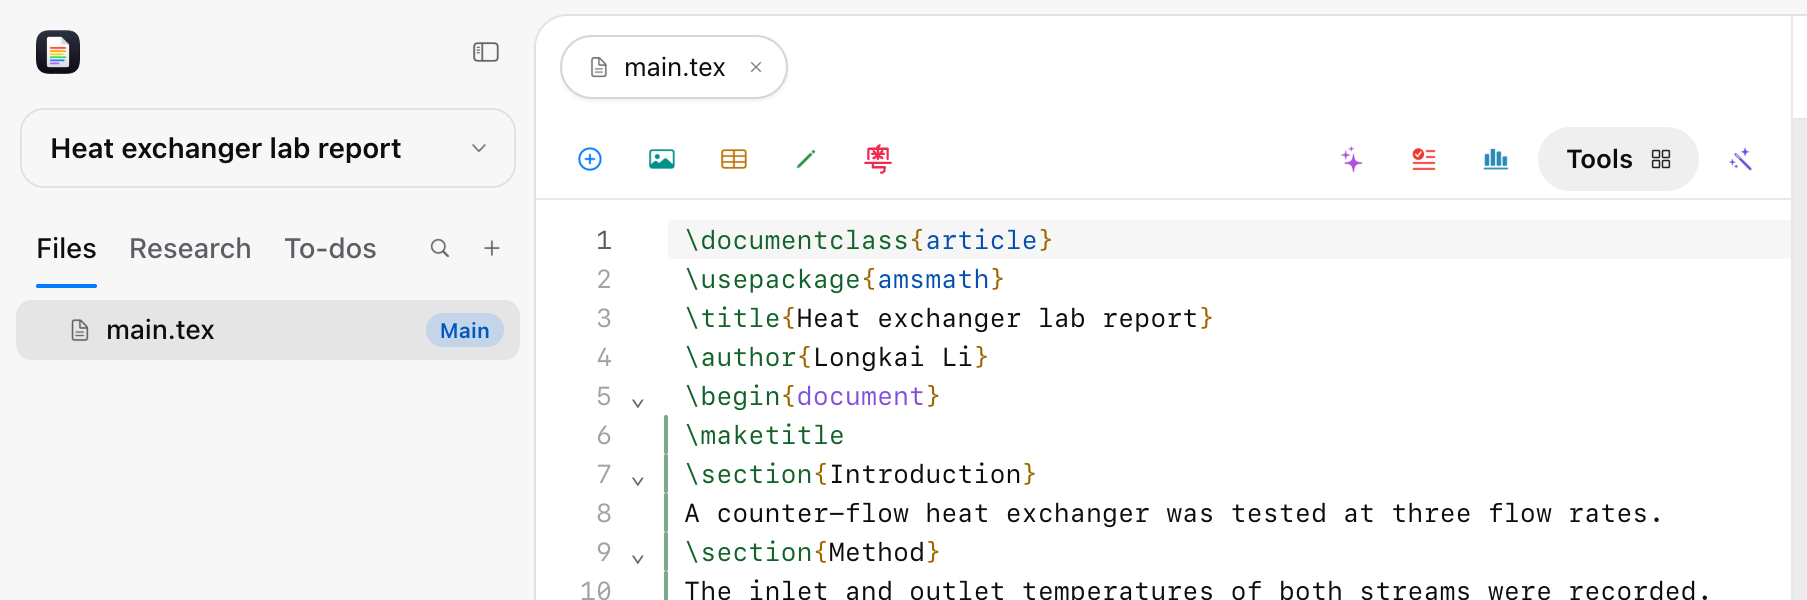 main.tex
Heat exchanger lab report
Tools
Files Research To-dos
main.tex Main
1 \documentclass{article}
2 \usepackage{amsmath}
3 \title{Heat exchanger lab report}
4 \author{Longkai Li}
5 \begin{document}
6 \maketitle
7 \section{Introduction}
8 A counter-flow heat exchanger was tested at three flow rates.
9 \section{Method}
10 The inlet and outlet temperatures of both streams were recorded.